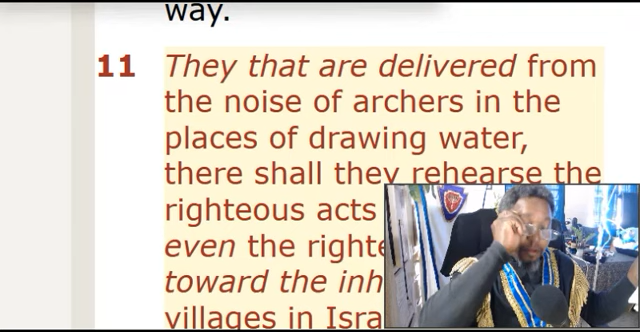 way.
11 They that are delivered from
the noise of archers in the
places of drawing water,
there shall they rehearse the
righteous acts
even the righte
toward the inh
villages in Isra